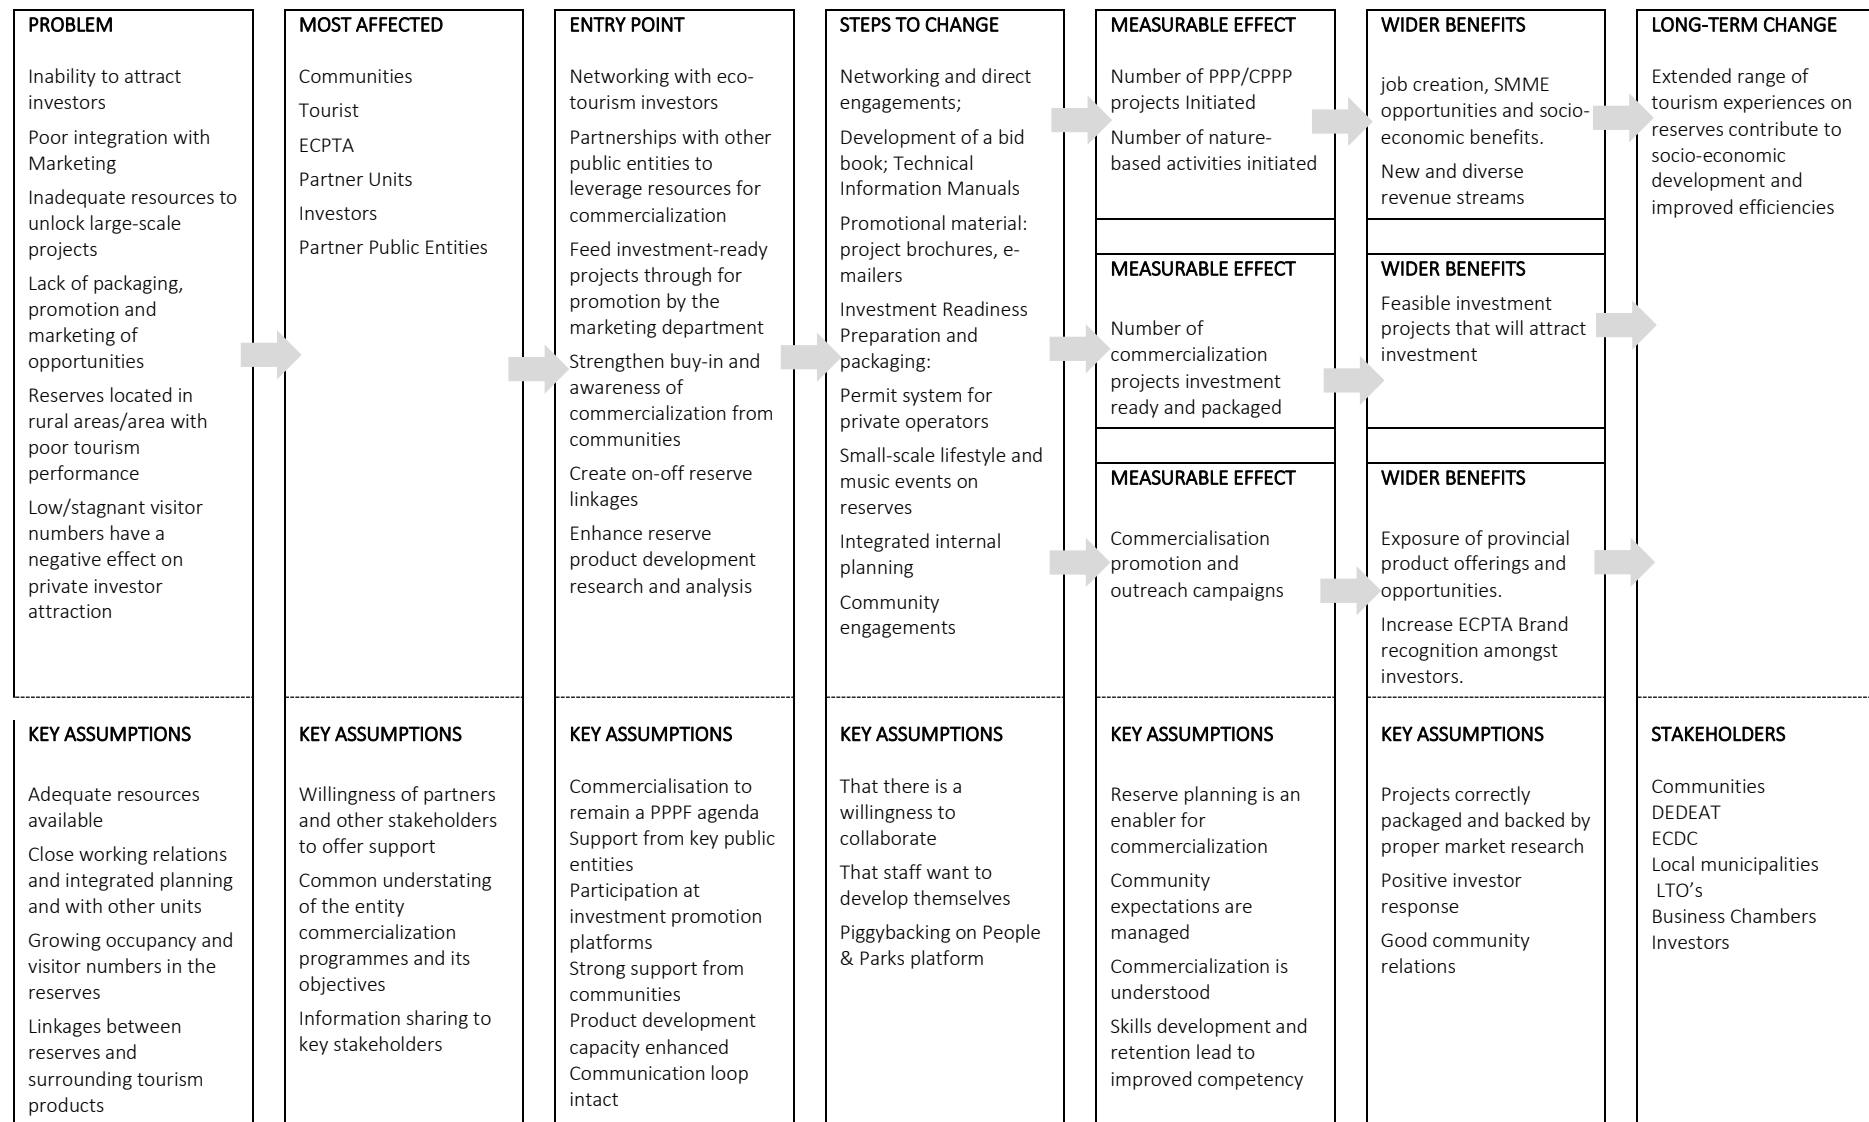 PROBLEM
Inability to attract
investors
Poor integration with
Marketing
Inadequate resources to
unlock large-scale
projects
Lack of packaging,
promotion and
marketing of
opportunities
Reserves located in
rural areas/area with
poor tourism
performance
Low/stagnant visitor
numbers have a
negative effect on
private investor
attraction
MOST AFFECTED
Communities
Tourist
ECPTA
Partner Units
Investors
Partner Public Entities
ENTRY POINT
Networking with eco-
tourism investors
Partnerships with other
public entities to
leverage resources for
commercialization
Feed investment-ready
projects through for
promotion by the
marketing department
Strengthen buy-in and
awareness of
commercialization from
communities
Create on-off reserve
linkages
Enhance reserve
product development
research and analysis
STEPS TO CHANGE
Networking and direct
engagements;
Development of a bid
book; Technical
Information Manuals
Promotional material:
project brochures, e-
mailers
Investment Readiness
Preparation and
packaging:
Permit system for
private operators
Small-scale lifestyle and
music events on
reserves
Integrated internal
planning
Community
engagements
MEASURABLE EFFECT
Number of PPP/CPPP
projects Initiated
Number of nature-
based activities initiated
MEASURABLE EFFECT
Number of
commercialization
projects investment
ready and packaged
MEASURABLE EFFECT
Commercialisation
promotion and
outreach campaigns
WIDER BENEFITS
job creation, SMME
opportunities and socio-
economic benefits.
New and diverse
revenue streams
WIDER BENEFITS
Feasible investment
projects that will attract
investment
WIDER BENEFITS
Exposure of provincial
product offerings and
opportunities.
Increase ECPTA Brand
recognition amongst
investors.
LONG-TERM CHANGE
Extended range of
tourism experiences on
reserves contribute to
socio-economic
development and
improved efficiencies
KEY ASSUMPTIONS
Adequate resources
available
Close working relations
and integrated planning
and with other units
Growing occupancy and
visitor numbers in the
reserves
Linkages between
reserves and
surrounding tourism
products
KEY ASSUMPTIONS
Willingness of partners
and other stakeholders
to offer support
Common understating
of the entity
commercialization
programmes and its
objectives
Information sharing to
key stakeholders
KEY ASSUMPTIONS
Commercialisation to
remain a PPPF agenda
Support from key public
entities
Participation at
investment promotion
platforms
Strong support from
communities
Product development
capacity enhanced
Communication loop
intact
KEY ASSUMPTIONS
That there is a
willingness to
collaborate
That staff want to
develop themselves
Piggybacking on People
& Parks platform
KEY ASSUMPTIONS
Reserve planning is an
enabler for
commercialization
Community
expectations are
managed
Commercialization is
understood
Skills development and
retention lead to
improved competency
KEY ASSUMPTIONS
Projects correctly
packaged and backed by
proper market research
Positive investor
response
Good community
relations
STAKEHOLDERS
Communities
DEDEAT
ECDC
Local municipalities
LTO’s
Business Chambers
Investors